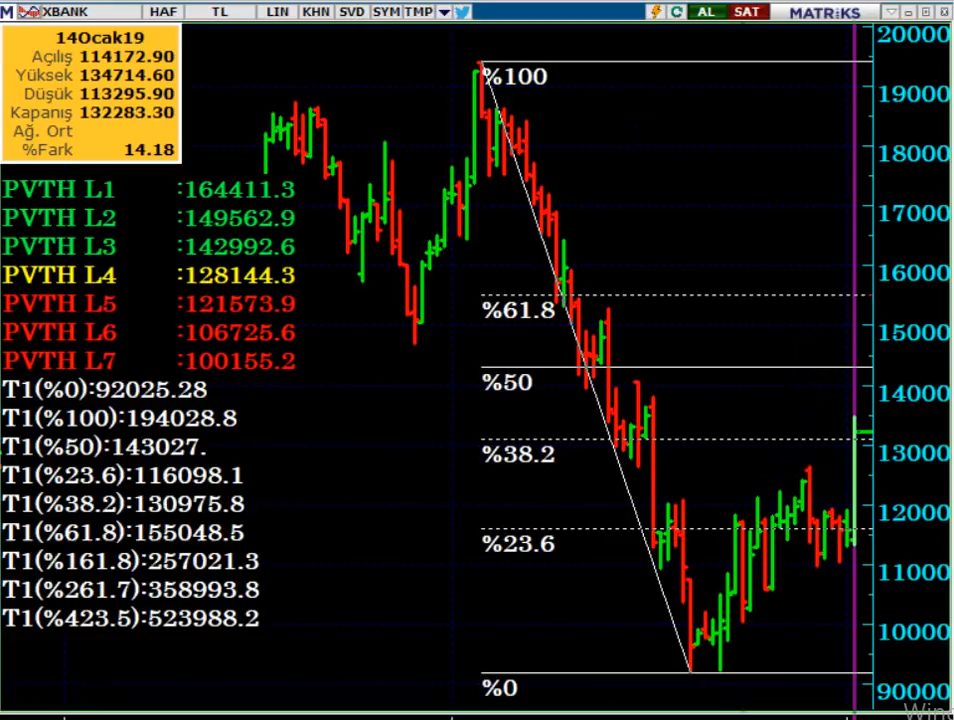 M XBANK HAF TL LIN KHN SVD SYM TMP C AL SAT MATRiKS
14Ocak19
Açılış 114172.90
Yüksek 134714.60
Düşük 113295.90
Kapanış 132283.30
Ağ. Ort
%Fark 14.18
PVTH L1 :164411.3
PVTH L2 :149562.9
PVTH L3 :142992.6
PVTH L4 :128144.3
PVTH L5 :121573.9
PVTH L6 :106725.6
PVTH L7 :100155.2
T1(%0):92025.28
T1(%100):194028.8
T1(%50):143027.
T1(%23.6):116098.1
T1(%38.2):130975.8
T1(%61.8):155048.5
T1(%161.8):257021.3
T1(%261.7):358993.8
T1(%423.5):523988.2
%100
%61.8
%50
%38.2
%23.6
%0
20000
19000
18000
17000
16000
15000
14000
13000
12000
11000
10000
90000